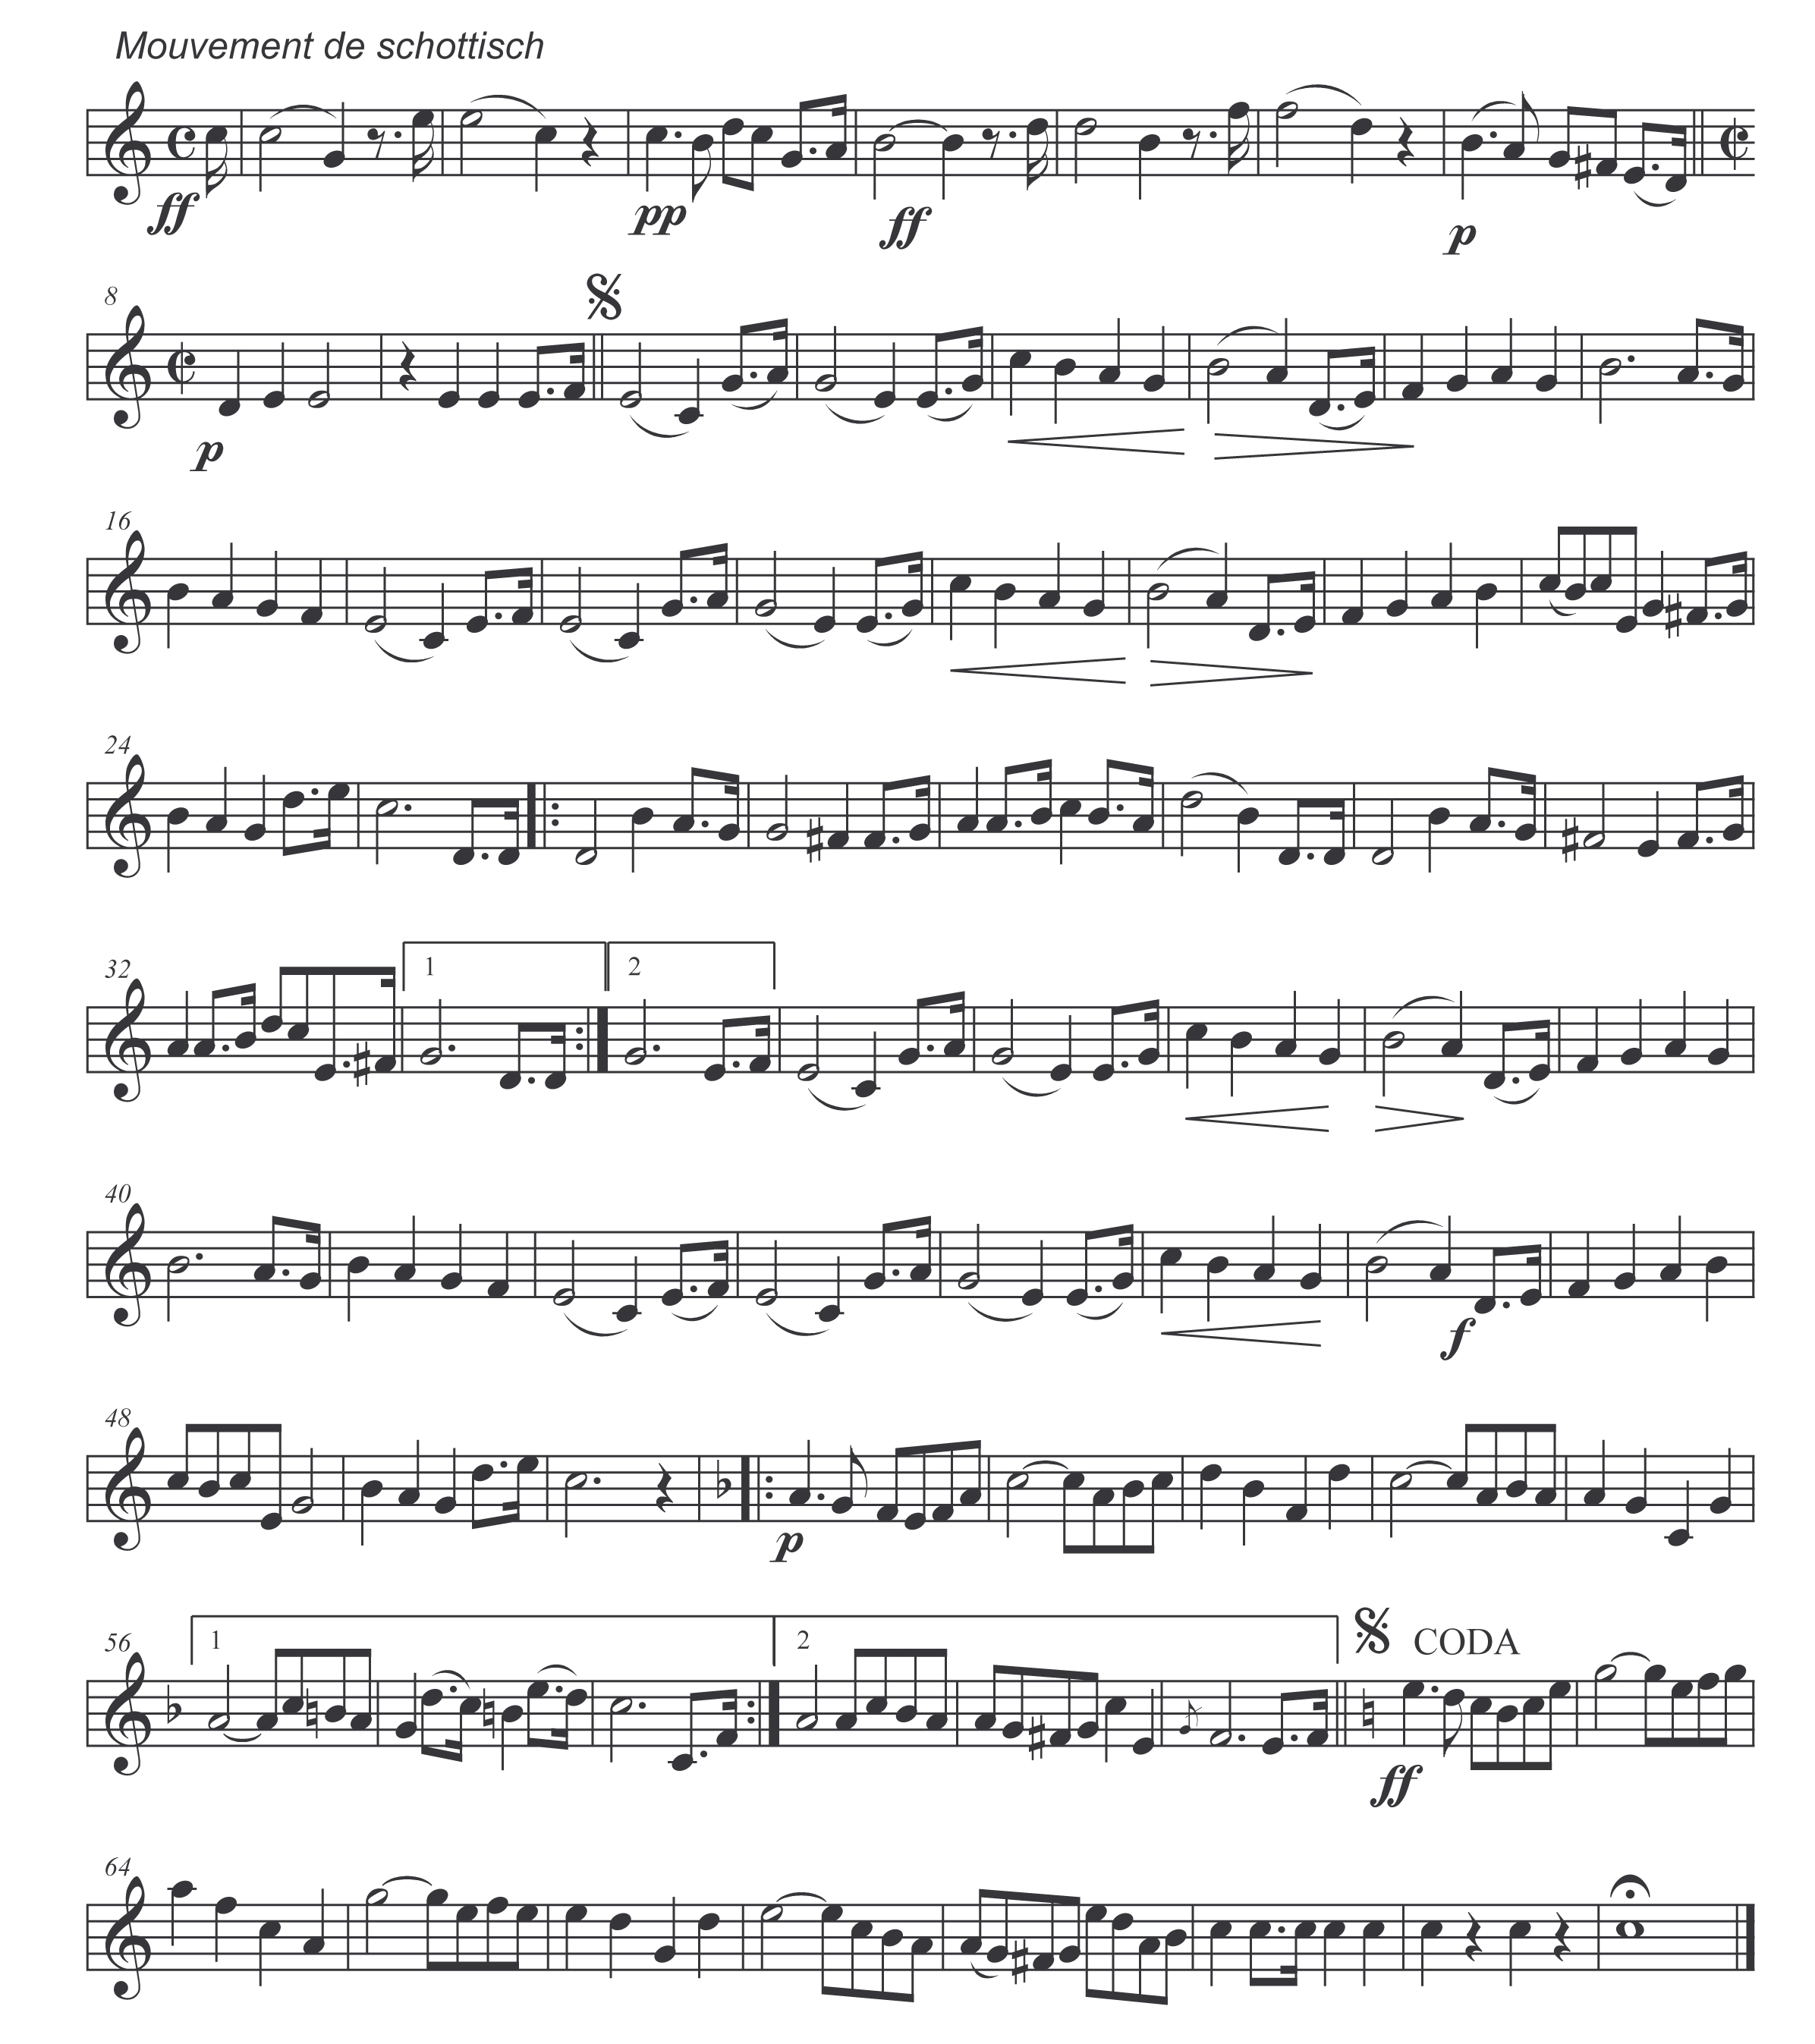 Mouvement de schottisch
ff
pp
ff
p
8
p
16
24
32
1
2
40
f
48
p
56
1
2
CODA
ff
64